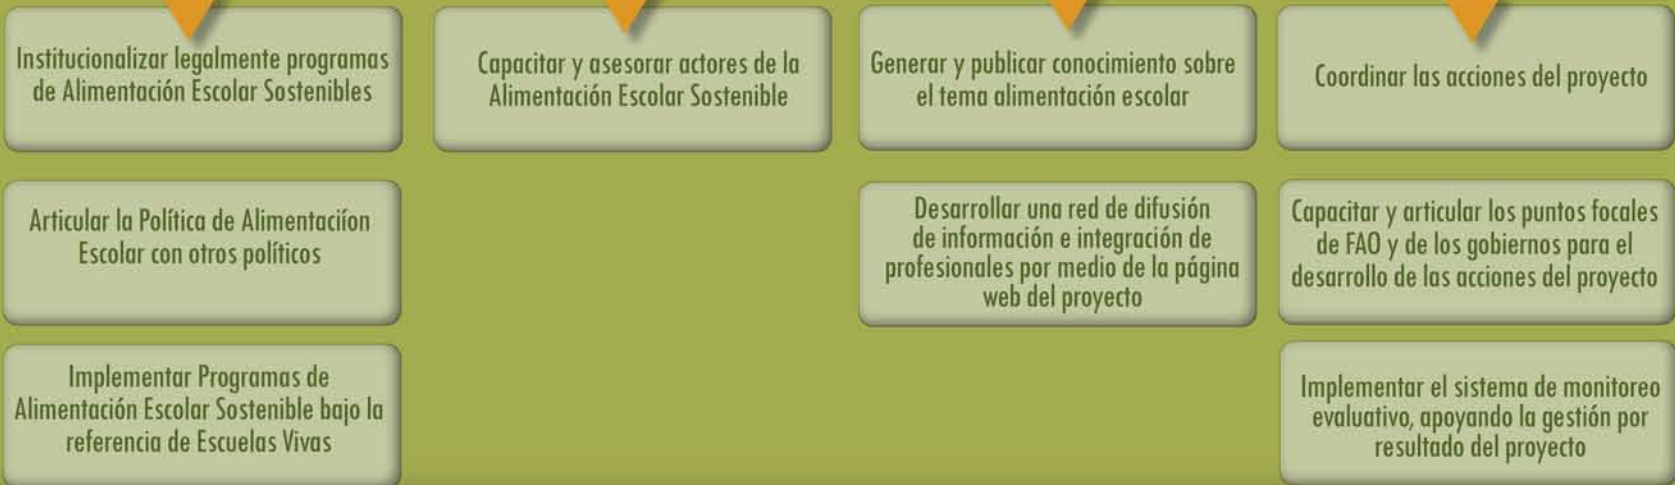 Institucionalizar legalmente programas
de Alimentación Escolar Sostenibles
Capacitar y asesorar actores de la
Alimentación Escolar Sostenible
Generar y publicar conocimiento sobre
el tema alimentación escolar
Coordinar las acciones del proyecto
Articular la Política de Alimentaciíon
Escolar con otros políticos
Desarrollar una red de difusión
de información e integración de
profesionales por medio de la página
web del proyecto
Capacitar y articular los puntos focales
de FAO y de los gobiernos para el
desarrollo de las acciones del proyecto
Implementar Programas de
Alimentación Escolar Sostenible bajo la
referencia de Escuelas Vivas
Implementar el sistema de monitoreo
evaluativo, apoyando la gestión por
resultado del proyecto